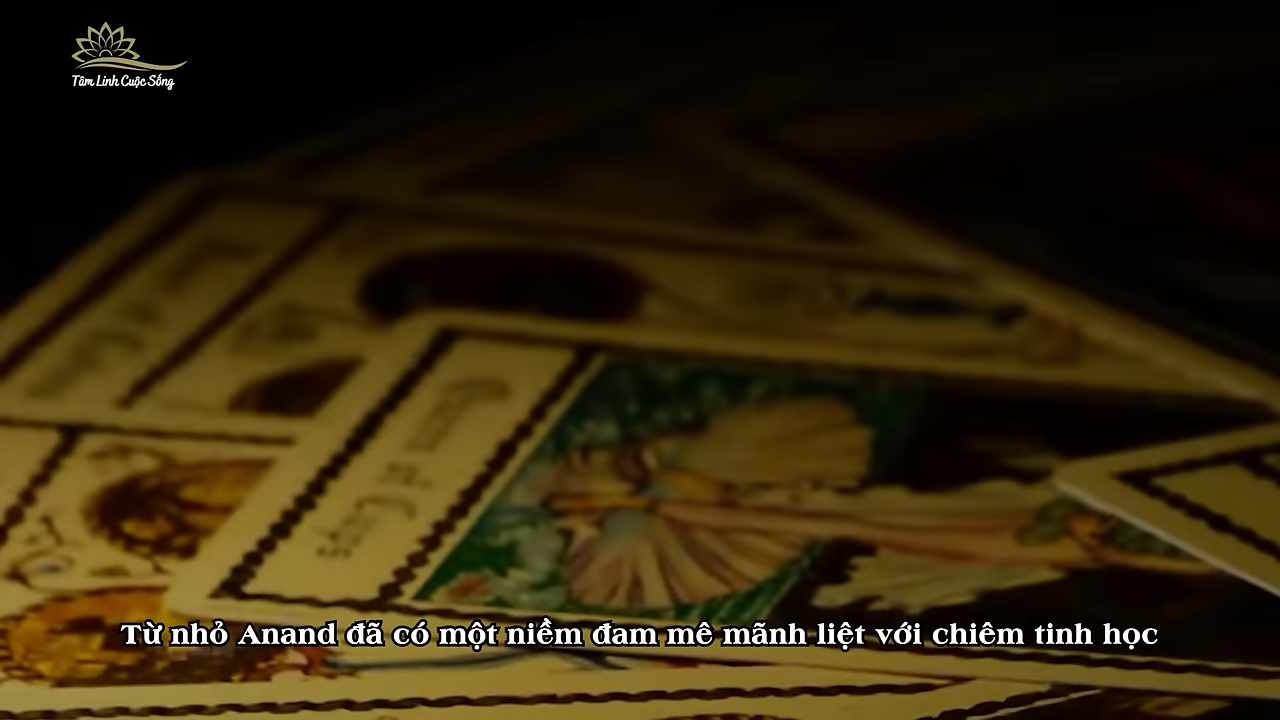 Tâm Linh Cuộc Sống
Từ nhỏ Anand đã có một niềm đam mê mãnh liệt với chiêm tinh học